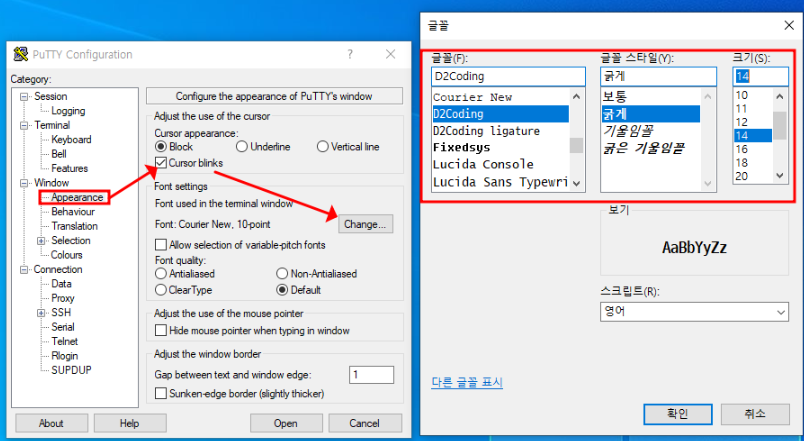 PuTTY Configuration
?
Category:
Session
Logging
Terminal
Keyboard
Bell
Features
Window
Appearance
Behaviour
Translation
Selection
Colours
Connection
Data
Proxy
SSH
Serial
Telnet
Rlogin
SUPDUP
Configure the appearance of PuTTY's window
Adjust the use of the cursor
Cursor appearance:
Block Underline Vertical line
Cursor blinks
Font settings
Font used in the terminal window
Font: Courier New, 10-point Change...
Allow selection of variable-pitch fonts
Font quality:
Antialiased Non-Antialiased
ClearType Default
Adjust the use of the mouse pointer
Hide mouse pointer when typing in window
Adjust the window border
Gap between text and window edge: 1
Sunken-edge border (slightly thicker)
About Help Open Cancel
글꼴
글꼴(F):
D2Coding
Courier New
D2Coding
D2Coding ligature
Fixedsys
Lucida Console
Lucida Sans Typewri
글꼴 스타일(Y):
굵게
보통
굵게
기울임꼴
굵은 기울임꼴
크기(S):
14
10
11
12
14
16
18
20
보기
AaBbYyZz
스크립트(R):
영어
다른 글꼴 표시
확인 취소